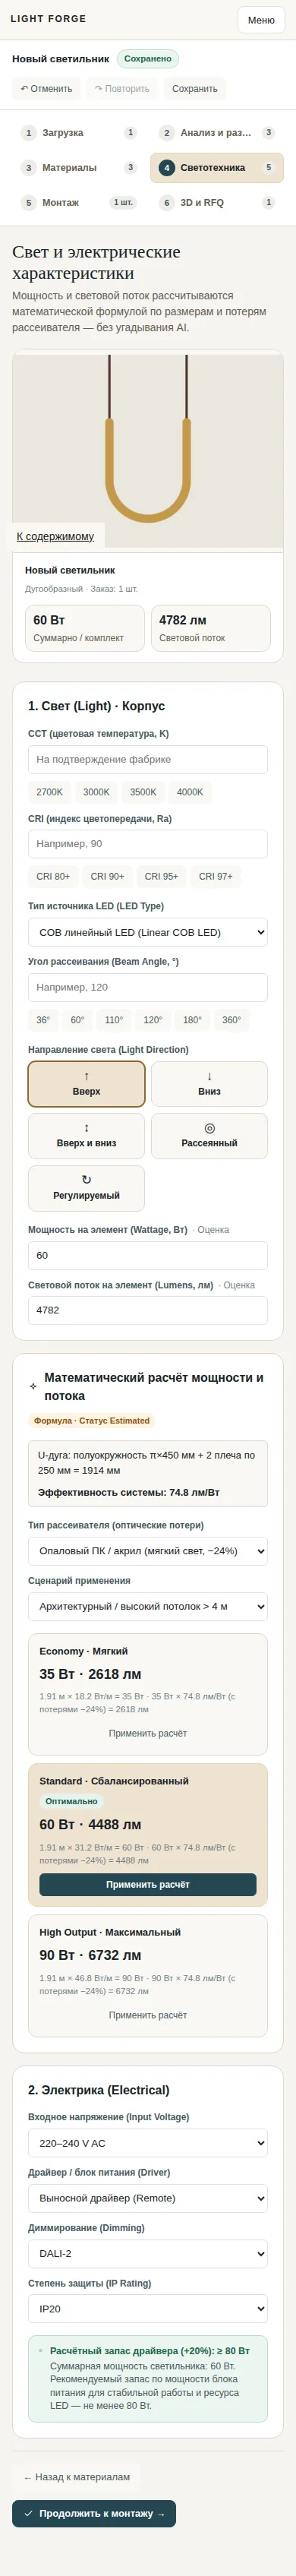 LIGHT FORGE
Меню
Новый светильник
Сохранено
↶ Отменить
↷ Повторить
Сохранить
1 Загрузка 1
2 Анализ и раз… 3
3 Материалы 3
4 Светотехника 5
5 Монтаж 1 шт.
6 3D и RFQ 1
Свет и электрические
характеристики
Мощность и световой поток рассчитываются
математической формулой по размерам и потерям
рассеивателя — без угадывания AI.
К содержимому
Новый светильник
Дугообразный · Заказ: 1 шт.
60 Вт
Суммарно / комплект
4782 лм
Световой поток
1. Свет (Light) · Корпус
CCT (цветовая температура, K)
На подтверждение фабрике
2700K 3000K 3500K 4000K
CRI (индекс цветопередачи, Ra)
Например, 90
CRI 80+ CRI 90+ CRI 95+ CRI 97+
Тип источника LED (LED Type)
COB линейный LED (Linear COB LED)
Угол рассеивания (Beam Angle, °)
Например, 120
36° 60° 110° 120° 180° 360°
Направление света (Light Direction)
↑
Вверх
↓
Вниз
↕
Вверх и вниз
◎
Рассеянный
↻
Регулируемый
Мощность на элемент (Wattage, Вт) · Оценка
60
Световой поток на элемент (Lumens, лм) · Оценка
4782
Математический расчёт мощности и
потока
Формула · Статус Estimated
U-дуга: полуокружность π×450 мм + 2 плеча по
250 мм = 1914 мм
Эффективность системы: 74.8 лм/Вт
Тип рассеивателя (оптические потери)
Опаловый ПК / акрил (мягкий свет, −24%)
Сценарий применения
Архитектурный / высокий потолок > 4 м
Economy · Мягкий
35 Вт · 2618 лм
1.91 м × 18.2 Вт/м = 35 Вт · 35 Вт × 74.8 лм/Вт (с
потерями −24%) = 2618 лм
Применить расчёт
Standard · Сбалансированный
Оптимально
60 Вт · 4488 лм
1.91 м × 31.2 Вт/м = 60 Вт · 60 Вт × 74.8 лм/Вт (с
потерями −24%) = 4488 лм
Применить расчёт
High Output · Максимальный
90 Вт · 6732 лм
1.91 м × 46.8 Вт/м = 90 Вт · 90 Вт × 74.8 лм/Вт (с
потерями −24%) = 6732 лм
Применить расчёт
2. Электрика (Electrical)
Входное напряжение (Input Voltage)
220–240 V AC
Драйвер / блок питания (Driver)
Выносной драйвер (Remote)
Диммирование (Dimming)
DALI-2
Степень защиты (IP Rating)
IP20
Расчётный запас драйвера (+20%): ≥ 80 Вт
Суммарная мощность светильника: 60 Вт.
Рекомендуемый запас по мощности блока
питания для стабильной работы и ресурса
LED — не менее 80 Вт.
← Назад к материалам
✓ Продолжить к монтажу →